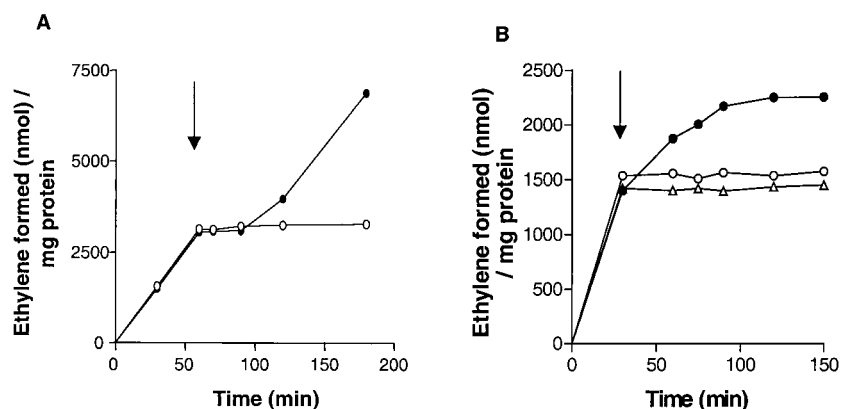 A
Ethylene formed (nmol) /
mg protein
7500
5000
2500
0
0 50 100 150 200
Time (min)
B
Ethylene formed (nmol)
/ mg protein
2500
2000
1500
1000
500
0
0 50 100 150
Time (min)